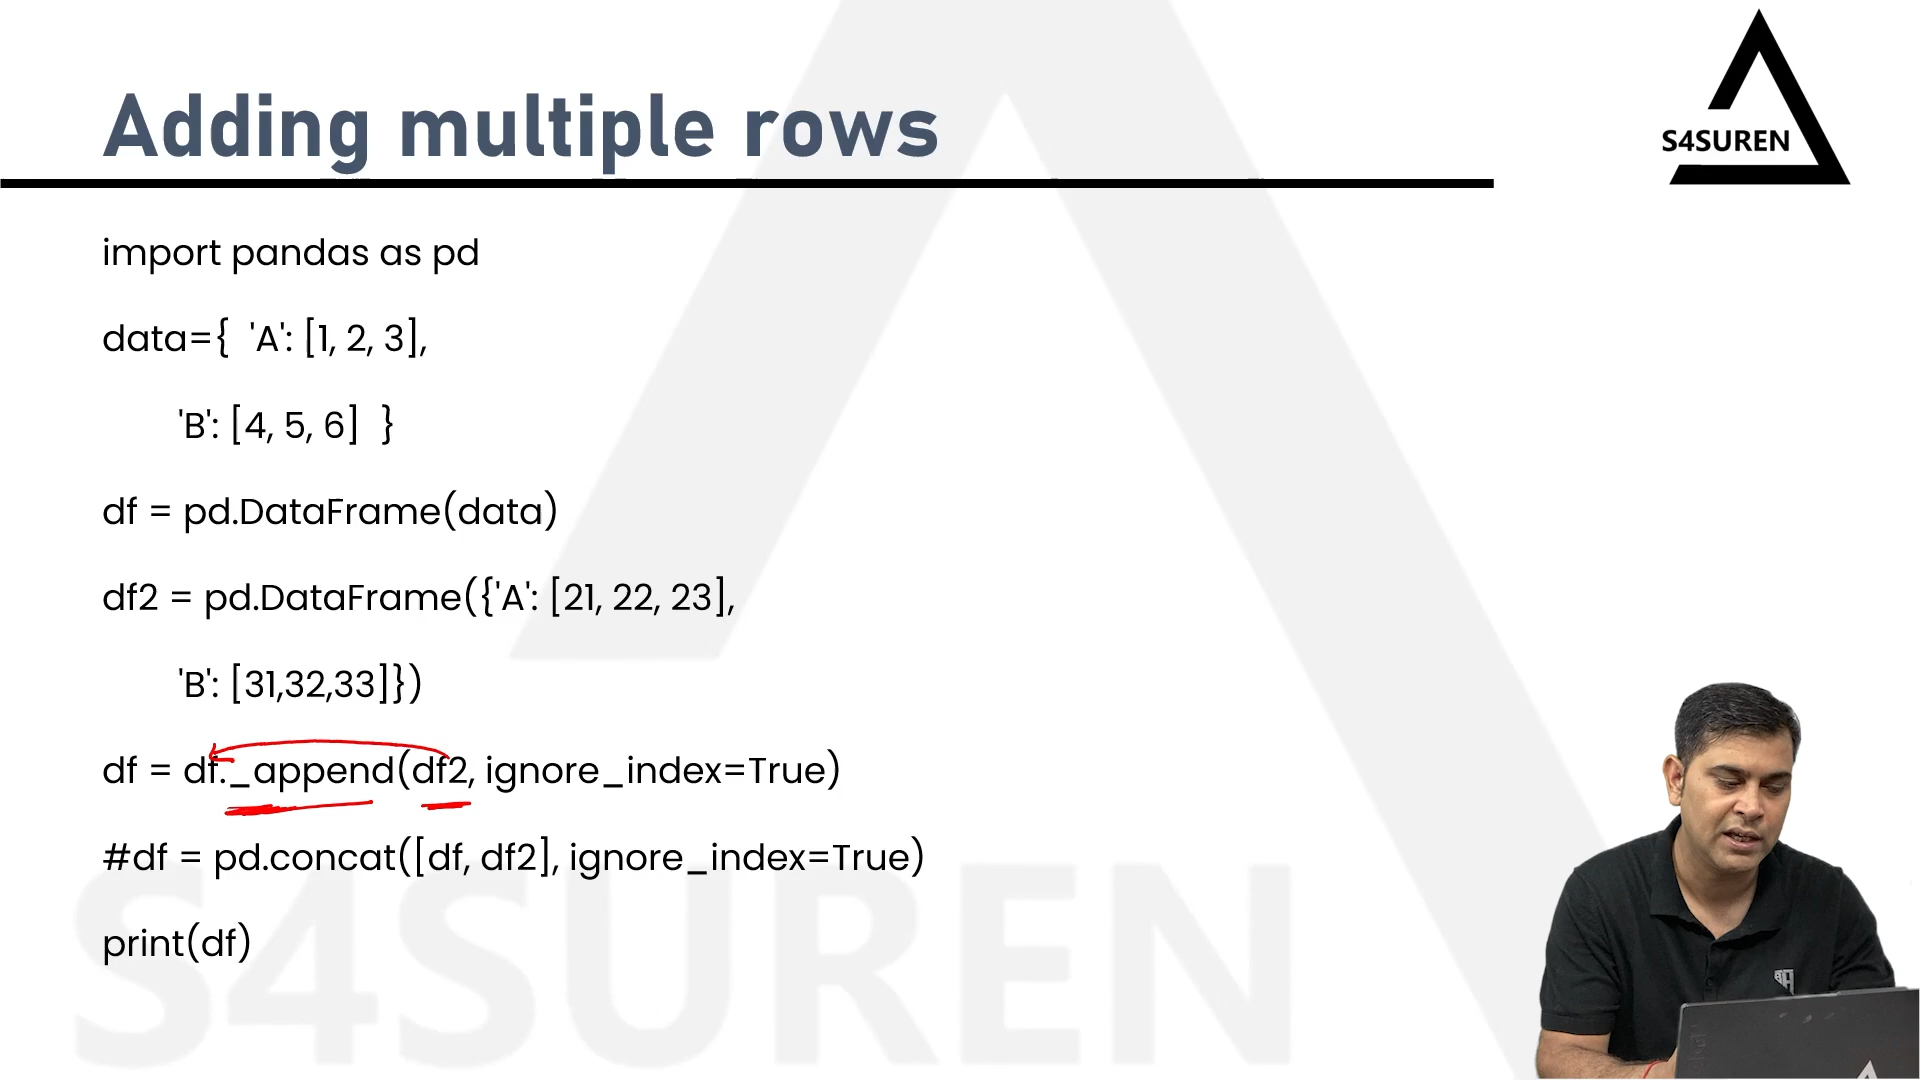 Adding multiple rows
S4SUREN
import pandas as pd
data={  'A': [1, 2, 3],
'B': [4, 5, 6]  }
df = pd.DataFrame(data)
df2 = pd.DataFrame({'A': [21, 22, 23],
'B': [31,32,33]})
df = df._append(df2, ignore_index=True)
#df = pd.concat([df, df2], ignore_index=True)
print(df)
S4SUREN